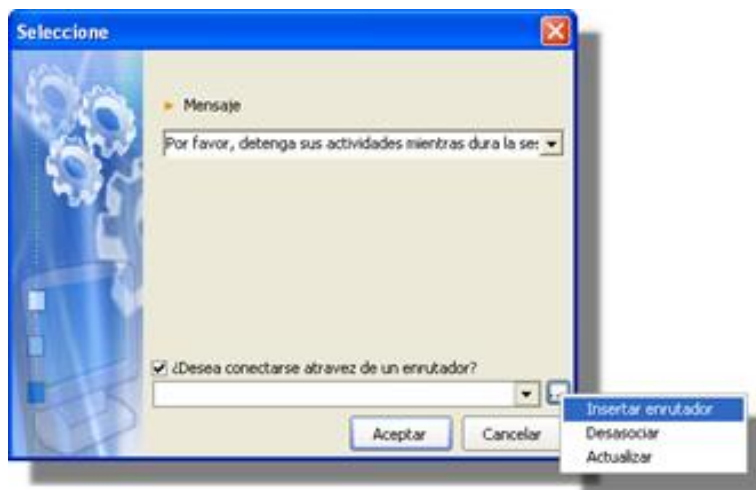 Seleccione
Mensaje
Por favor, detenga sus actividades mientras dura la se
¿Desea conectarse atravez de un enrutador?
...
Insertar enrutador
Aceptar
Cancelar
Desasociar
Actualizar